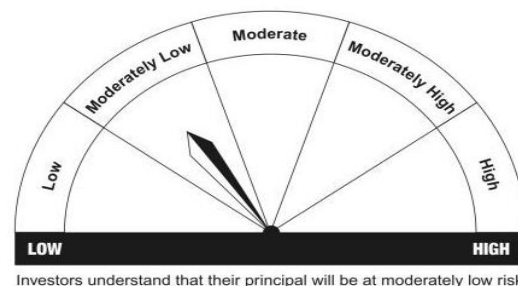 Moderate
Moderately Low
Moderately High
Low
High
LOW
HIGH
Investors understand that their principal will be at moderately low risk